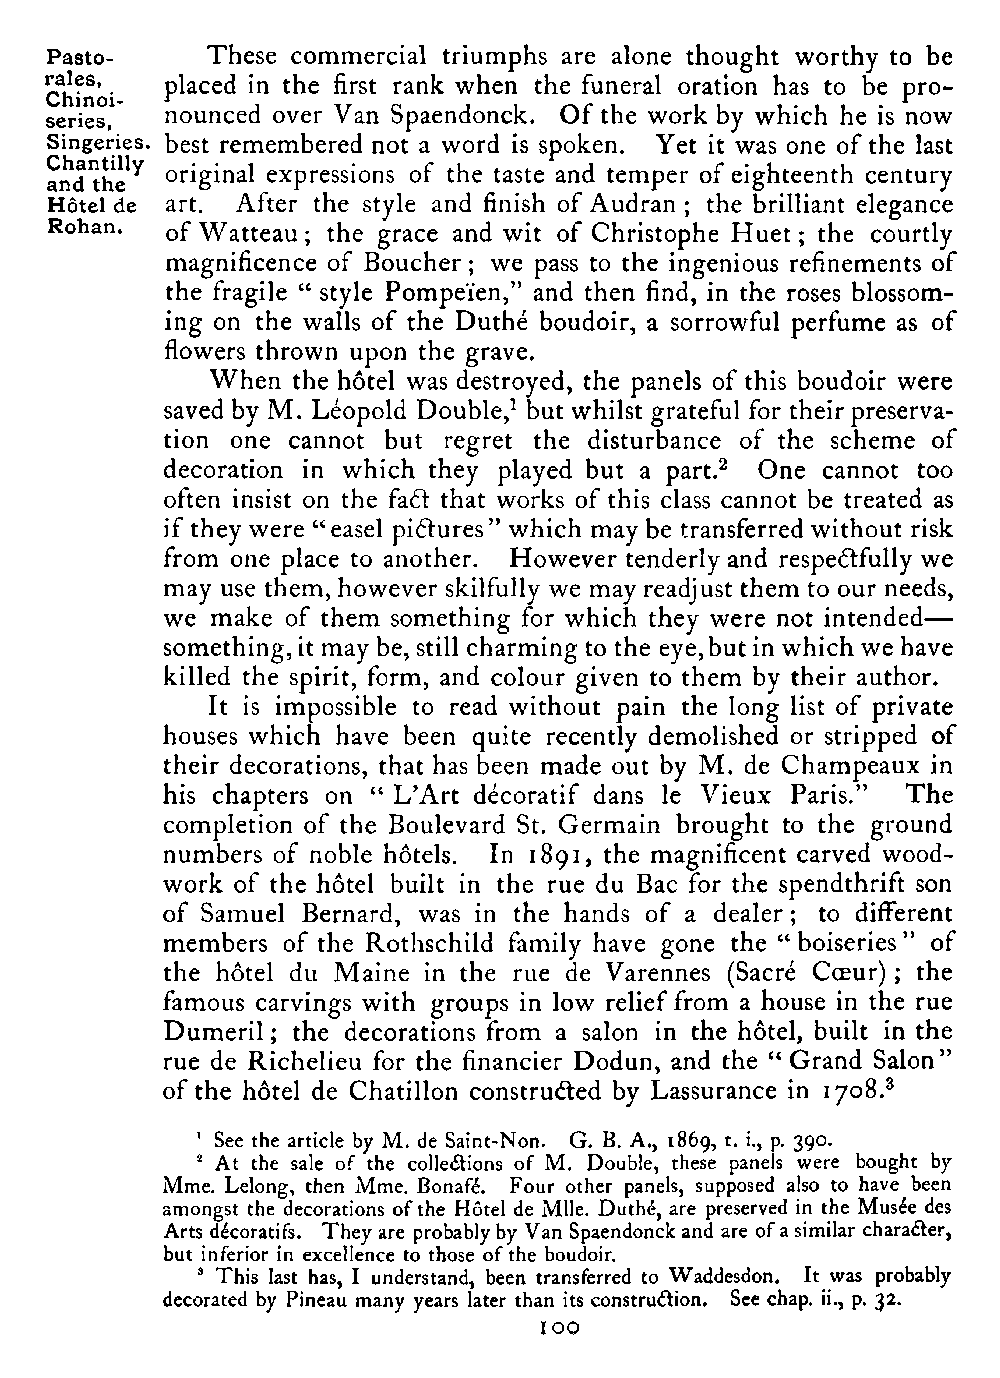 Pasto-
rales,
Chinoi-
series,
Singeries.
Chantilly
and the
Hôtel de
Rohan.
These commercial triumphs are alone thought worthy to be
placed in the first rank when the funeral oration has to be pro-
nounced over Van Spaendonck. Of the work by which he is now
best remembered not a word is spoken. Yet it was one of the last
original expressions of the taste and temper of eighteenth century
art. After the style and finish of Audran; the brilliant elegance
of Watteau; the grace and wit of Christophe Huet; the courtly
magnificence of Boucher; we pass to the ingenious refinements of
the fragile “style Pompeïen,” and then find, in the roses blossom-
ing on the walls of the Duthé boudoir, a sorrowful perfume as of
flowers thrown upon the grave.
When the hôtel was destroyed, the panels of this boudoir were
saved by M. Léopold Double,¹ but whilst grateful for their preserva-
tion one cannot but regret the disturbance of the scheme of
decoration in which they played but a part.² One cannot too
often insist on the fact that works of this class cannot be treated as
if they were “easel pictures” which may be transferred without risk
from one place to another. However tenderly and respectfully we
may use them, however skilfully we may readjust them to our needs,
we make of them something for which they were not intended—
something, it may be, still charming to the eye, but in which we have
killed the spirit, form, and colour given to them by their author.
It is impossible to read without pain the long list of private
houses which have been quite recently demolished or stripped of
their decorations, that has been made out by M. de Champeaux in
his chapters on “L’Art décoratif dans le Vieux Paris.” The
completion of the Boulevard St. Germain brought to the ground
numbers of noble hôtels. In 1891, the magnificent carved wood-
work of the hôtel built in the rue du Bac for the spendthrift son
of Samuel Bernard, was in the hands of a dealer; to different
members of the Rothschild family have gone the “boiseries” of
the hôtel du Maine in the rue de Varennes (Sacré Cœur); the
famous carvings with groups in low relief from a house in the rue
Dumeril; the decorations from a salon in the hôtel, built in the
rue de Richelieu for the financier Dodun, and the “Grand Salon”
of the hôtel de Chatillon constructed by Lassurance in 1708.³
¹ See the article by M. de Saint-Non. G. B. A., 1869, t. i., p. 390.
² At the sale of the collections of M. Double, these panels were bought by
Mme. Lelong, then Mme. Bonafé. Four other panels, supposed also to have been
amongst the decorations of the Hôtel de Mlle. Duthé, are preserved in the Musée des
Arts décoratifs. They are probably by Van Spaendonck and are of a similar character,
but inferior in excellence to those of the boudoir.
³ This last has, I understand, been transferred to Waddesdon. It was probably
decorated by Pineau many years later than its construction. See chap. ii., p. 32.
100